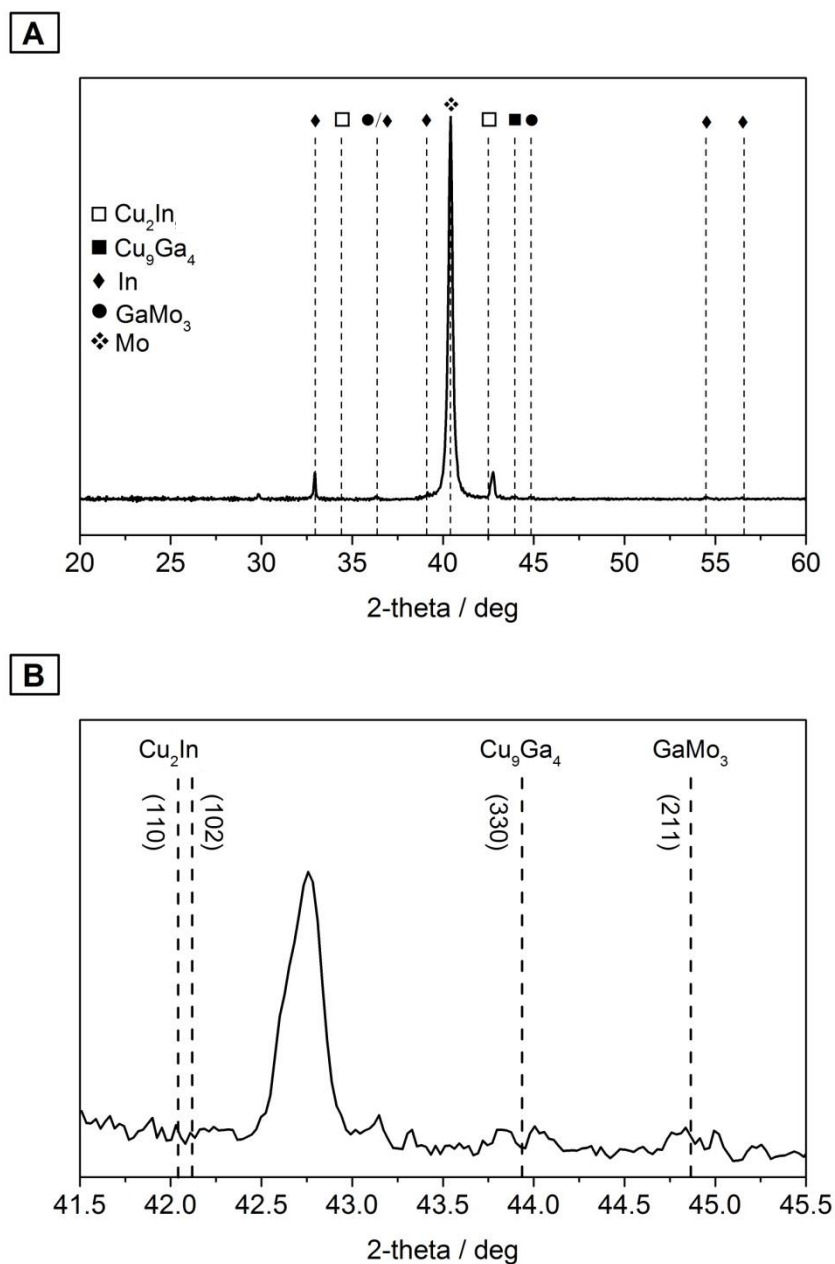 A
/
Cu₂In
Cu₉Ga₄
In
GaMo₃
Mo
20 25 30 35 40 45 50 55 60
2-theta / deg
B
Cu₂In Cu₉Ga₄ GaMo₃
(110) (102) (330) (211)
41.5 42.0 42.5 43.0 43.5 44.0 44.5 45.0 45.5
2-theta / deg